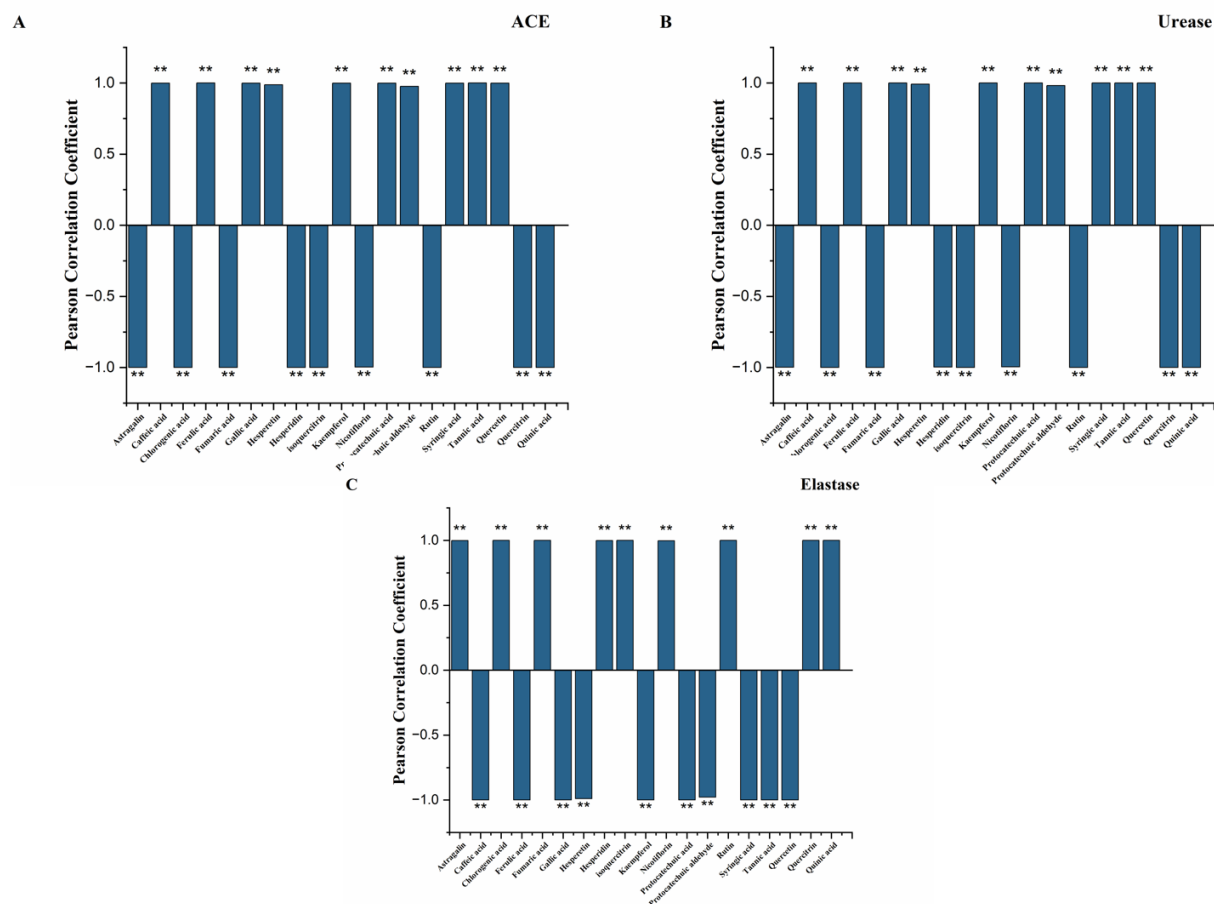 A
ACE
** ** ** ** ** ** ** ** ** **
1.0
0.5
0.0
−0.5
−1.0
** ** ** ** ** ** ** ** **
Pearson Correlation Coefficient
Astragalin
Caffeic acid
Chlorogenic acid
Ferulic acid
Fumaric acid
Gallic acid
Hesperetin
Hesperidin
isoquercitrin
Kaempferol
Nicotiflorin
catechuic acid
chuic aldehyde
Rutin
Syringic acid
Tannic acid
Quercetin
Quercitrin
Quinic acid
B
Urease
** ** ** ** ** ** ** ** ** **
1.0
0.5
0.0
−0.5
−1.0
** ** ** ** ** ** ** ** **
Pearson Correlation Coefficient
Astragalin
Caffeic acid
hlorogenic acid
Ferulic acid
Fumaric acid
Gallic acid
Hesperetin
Hesperidin
isoquercitrin
Kaempferol
Nicotiflorin
Protocatechuic acid
Protocatechuic aldehyde
Rutin
Syringic acid
Tannic acid
Quercetin
Quercitrin
Quinic acid
C
Elastase
** ** ** ** ** ** ** ** **
1.0
0.5
0.0
−0.5
−1.0
** ** ** ** ** ** ** ** ** **
Pearson Correlation Coefficient
Astragalin
Caffeic acid
Chlorogenic acid
Ferulic acid
Fumaric acid
Gallic acid
Hesperetin
Hesperidin
isoquercitrin
Kaempferol
Nicotiflorin
Protocatechuic acid
Protocatechuic aldehyde
Rutin
Syringic acid
Tannic acid
Quercetin
Quercitrin
Quinic acid